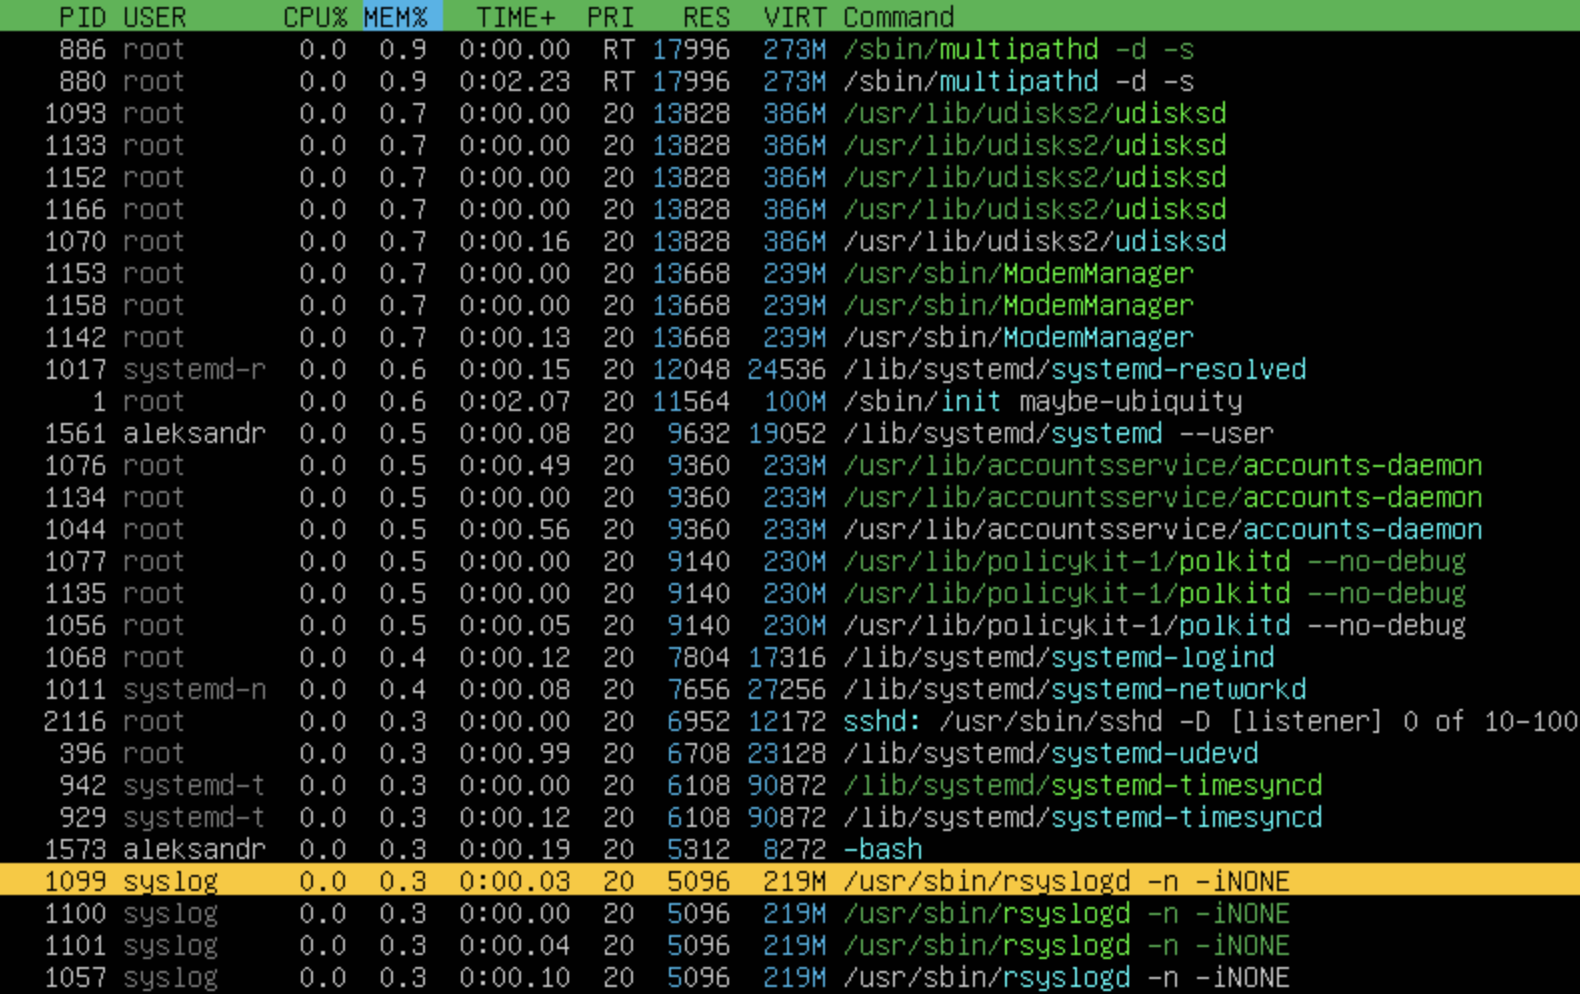 PID USER CPU% MEM% TIME+ PRI RES VIRT Command
886 root 0.0 0.9 0:00.00 RT 17996 273M /sbin/multipathd -d -s
880 root 0.0 0.9 0:02.23 RT 17996 273M /sbin/multipathd -d -s
1093 root 0.0 0.7 0:00.00 20 13828 386M /usr/lib/udisks2/udisksd
1133 root 0.0 0.7 0:00.00 20 13828 386M /usr/lib/udisks2/udisksd
1152 root 0.0 0.7 0:00.00 20 13828 386M /usr/lib/udisks2/udisksd
1166 root 0.0 0.7 0:00.00 20 13828 386M /usr/lib/udisks2/udisksd
1070 root 0.0 0.7 0:00.16 20 13828 386M /usr/lib/udisks2/udisksd
1153 root 0.0 0.7 0:00.00 20 13668 239M /usr/sbin/ModemManager
1158 root 0.0 0.7 0:00.00 20 13668 239M /usr/sbin/ModemManager
1142 root 0.0 0.7 0:00.13 20 13668 239M /usr/sbin/ModemManager
1017 systemd-r 0.0 0.6 0:00.15 20 12048 24536 /lib/systemd/systemd-resolved
1 root 0.0 0.6 0:02.07 20 11564 100M /sbin/init maybe-ubiquity
1561 aleksandr 0.0 0.5 0:00.08 20 9632 19052 /lib/systemd/systemd --user
1076 root 0.0 0.5 0:00.49 20 9360 233M /usr/lib/accountsservice/accounts-daemon
1134 root 0.0 0.5 0:00.00 20 9360 233M /usr/lib/accountsservice/accounts-daemon
1044 root 0.0 0.5 0:00.56 20 9360 233M /usr/lib/accountsservice/accounts-daemon
1077 root 0.0 0.5 0:00.00 20 9140 230M /usr/lib/policykit-1/polkitd --no-debug
1135 root 0.0 0.5 0:00.00 20 9140 230M /usr/lib/policykit-1/polkitd --no-debug
1056 root 0.0 0.5 0:00.05 20 9140 230M /usr/lib/policykit-1/polkitd --no-debug
1068 root 0.0 0.4 0:00.12 20 7804 17316 /lib/systemd/systemd-logind
1011 systemd-n 0.0 0.4 0:00.08 20 7656 27256 /lib/systemd/systemd-networkd
2116 root 0.0 0.3 0:00.00 20 6952 12172 sshd: /usr/sbin/sshd -D [listener] 0 of 10-100
396 root 0.0 0.3 0:00.99 20 6708 23128 /lib/systemd/systemd-udevd
942 systemd-t 0.0 0.3 0:00.00 20 6108 90872 /lib/systemd/systemd-timesyncd
929 systemd-t 0.0 0.3 0:00.12 20 6108 90872 /lib/systemd/systemd-timesyncd
1573 aleksandr 0.0 0.3 0:00.19 20 5312 8272 -bash
1099 syslog 0.0 0.3 0:00.03 20 5096 219M /usr/sbin/rsyslogd -n -iNONE
1100 syslog 0.0 0.3 0:00.00 20 5096 219M /usr/sbin/rsyslogd -n -iNONE
1101 syslog 0.0 0.3 0:00.04 20 5096 219M /usr/sbin/rsyslogd -n -iNONE
1057 syslog 0.0 0.3 0:00.10 20 5096 219M /usr/sbin/rsyslogd -n -iNONE